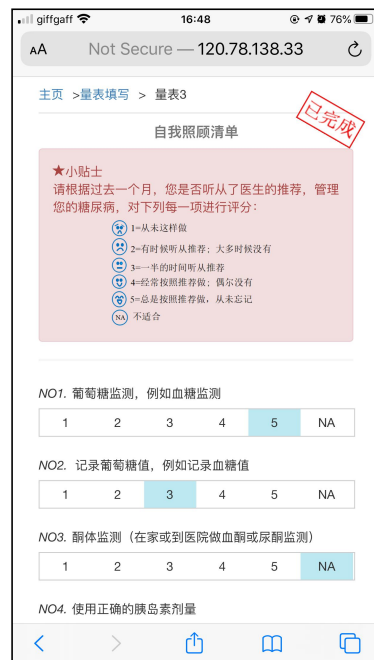 giffgaff 16:48 76%
AA Not Secure — 120.78.138.33
主页 >量表填写 > 量表3
已完成
自我照顾清单
★小贴士
请根据过去一个月，您是否听从了医生的推荐，管理
您的糖尿病，对下列每一项进行评分：
1=从未这样做
2=有时候听从推荐；大多时候没有
3=一半的时间听从推荐
4=经常按照推荐做；偶尔没有
5=总是按照推荐做，从未忘记
NA 不适合
NO1. 葡萄糖监测，例如血糖监测
1 2 3 4 5 NA
NO2. 记录葡萄糖值，例如记录血糖值
1 2 3 4 5 NA
NO3. 酮体监测（在家或到医院做血酮或尿酮监测）
1 2 3 4 5 NA
NO4. 使用正确的胰岛素剂量